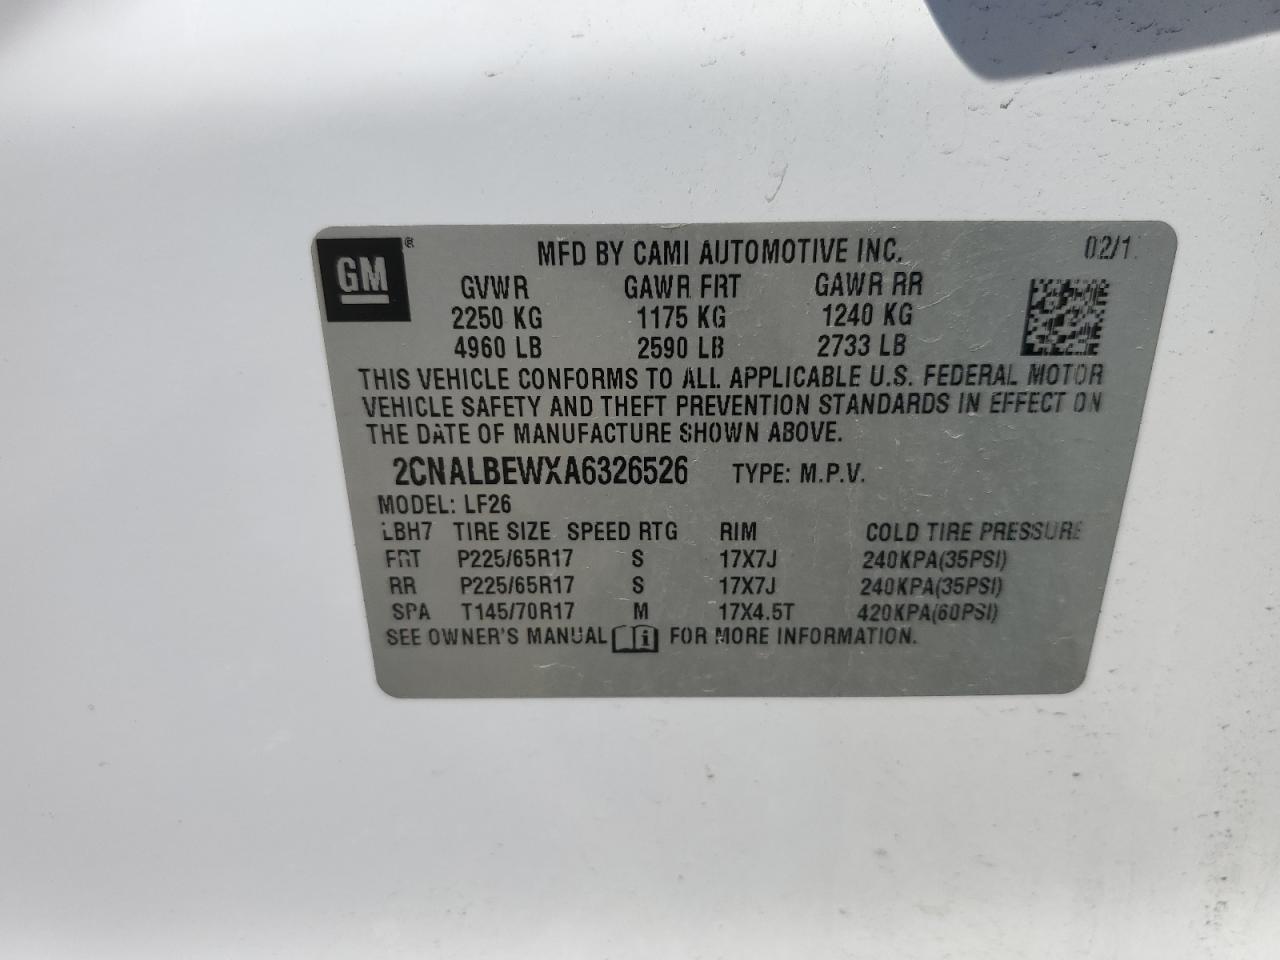 GM®
MFD BY CAMI AUTOMOTIVE INC. 02/1
GVWR GAWR FRT GAWR RR
2250 KG 1175 KG 1240 KG
4960 LB 2590 LB 2733 LB
THIS VEHICLE CONFORMS TO ALL APPLICABLE U.S. FEDERAL MOTOR
VEHICLE SAFETY AND THEFT PREVENTION STANDARDS IN EFFECT ON
THE DATE OF MANUFACTURE SHOWN ABOVE.
2CNALBEWXA6326526 TYPE: M.P.V.
MODEL: LF26
LBH7 TIRE SIZE SPEED RTG RIM COLD TIRE PRESSURE
FRT P225/65R17 S 17X7J 240KPA(35PSI)
RR P225/65R17 S 17X7J 240KPA(35PSI)
SPA T145/70R17 M 17X4.5T 420KPA(60PSI)
SEE OWNER'S MANUAL i FOR MORE INFORMATION.